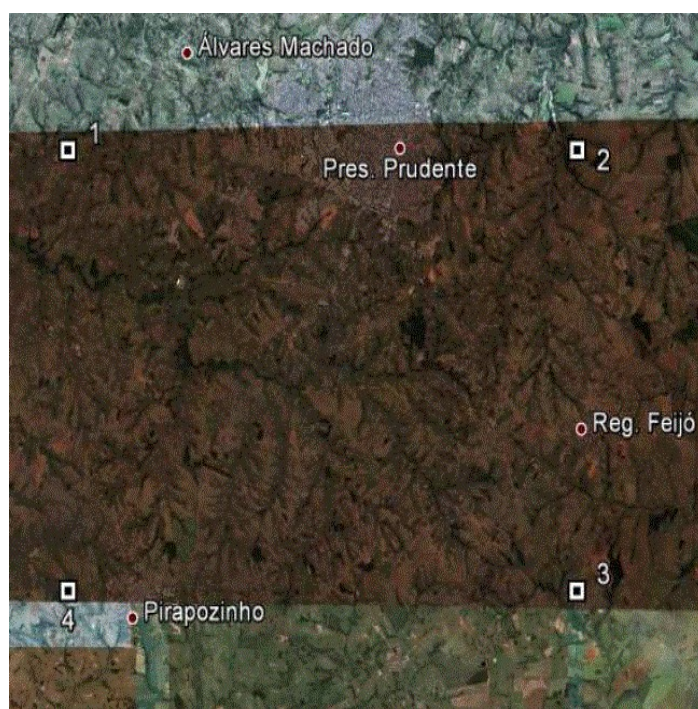 Álvares Machado
1
2
Pres. Prudente
Reg. Feijó
3
4
Pirapozinho